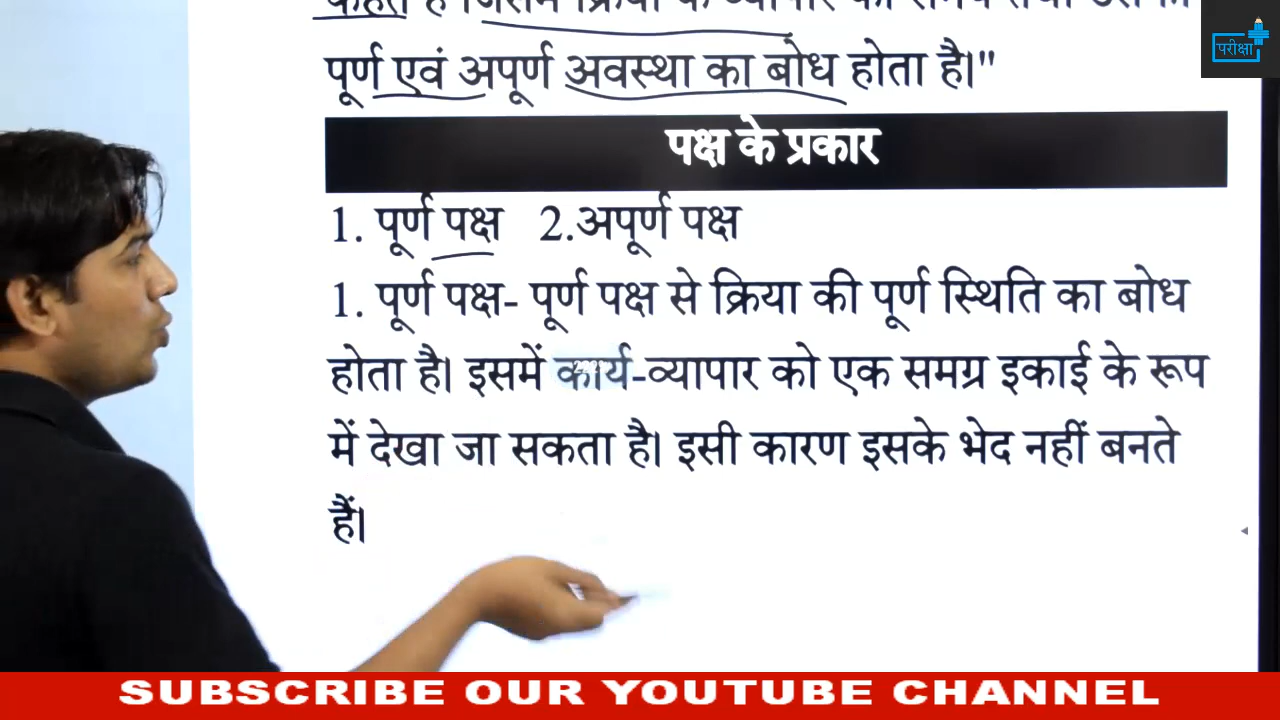 पूर्ण एवं अपूर्ण अवस्था का बोध होता है।"
परीक्षा
पक्ष के प्रकार
1. पूर्ण पक्ष 2.अपूर्ण पक्ष
1. पूर्ण पक्ष- पूर्ण पक्ष से क्रिया की पूर्ण स्थिति का बोध
होता है। इसमें कार्य-व्यापार को एक समग्र इकाई के रूप
में देखा जा सकता है। इसी कारण इसके भेद नहीं बनते
हैं।
SUBSCRIBE OUR YOUTUBE CHANNEL